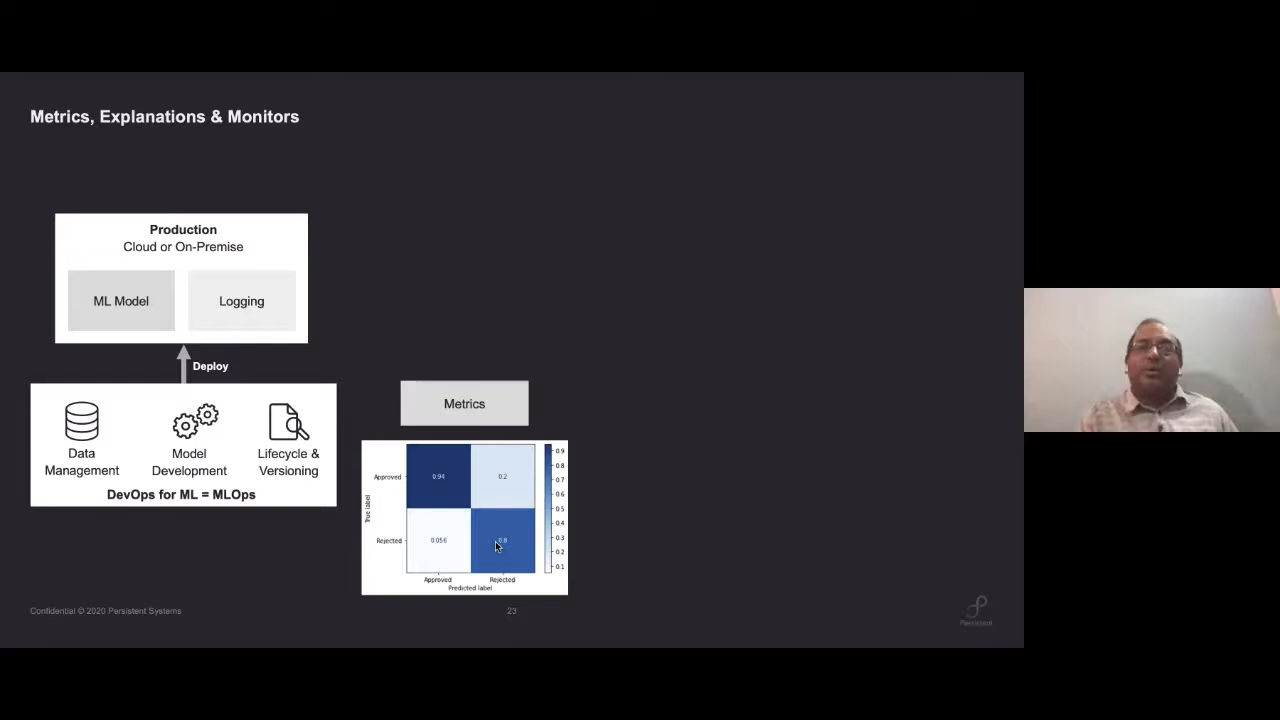 Metrics, Explanations & Monitors
Production
Cloud or On-Premise
ML Model
Logging
Deploy
Data
Management
Model
Development
Lifecycle &
Versioning
DevOps for ML = MLOps
Metrics
True label
Approved
Rejected
0.94
0.2
0.056
0.8
Approved
Rejected
Predicted label
0.9
0.8
0.7
0.6
0.5
0.4
0.3
0.2
0.1
Confidential © 2020 Persistent Systems
23
Persistent